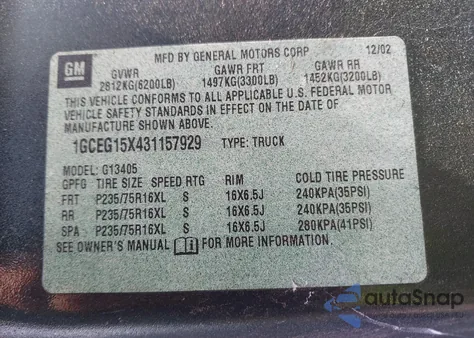 MFD BY GENERAL MOTORS CORP 12/02
GM GVWR GAWR FRT GAWR RR
2812KG(6200LB) 1497KG(3300LB) 1452KG(3200LB)
THIS VEHICLE CONFORMS TO ALL APPLICABLE U.S. FEDERAL MOTOR
VEHICLE SAFETY STANDARDS IN EFFECT ON THE DATE OF
MANUFACTURE SHOWN ABOVE.
1GCEG15X431157929 TYPE: TRUCK
MODEL: G13405
GPFG TIRE SIZE SPEED RTG RIM COLD TIRE PRESSURE
FRT P235/75R16XL S 16X6.5J 240KPA(35PSI)
RR P235/75R16XL S 16X6.5J 240KPA(35PSI)
SPA P235/75R16XL S 16X6.5J 280KPA(41PSI)
SEE OWNER'S MANUAL FOR MORE INFORMATION.
autaSnap